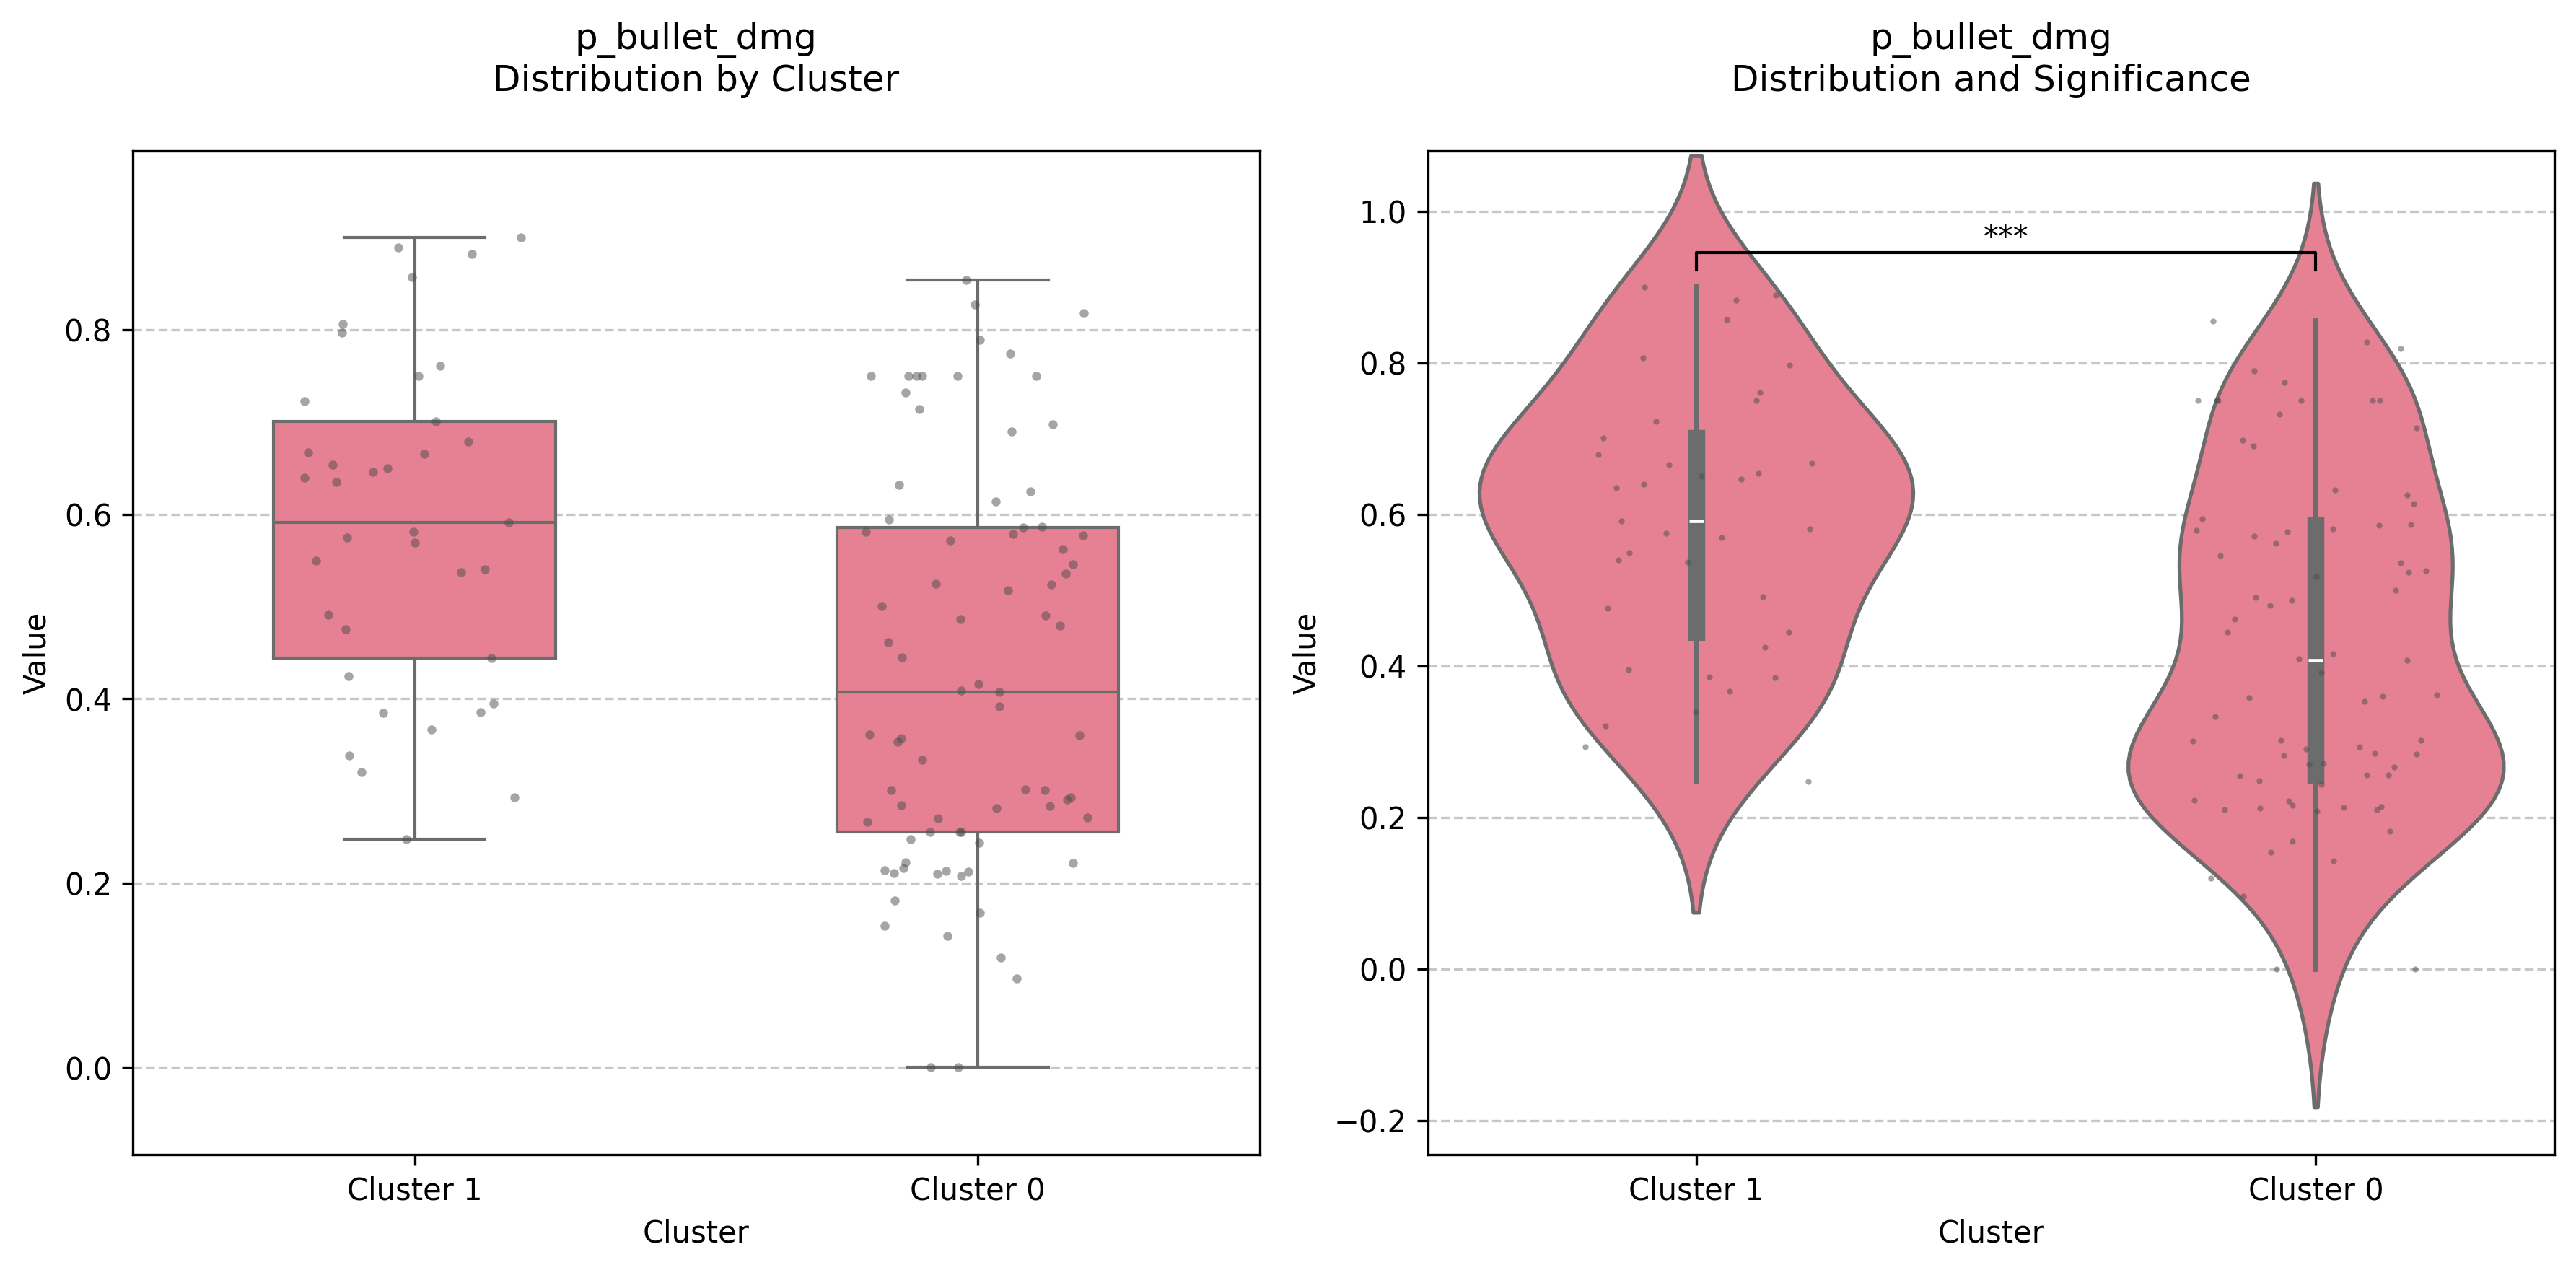 p_bullet_dmg
Distribution by Cluster
Value
0.8
0.6
0.4
0.2
0.0
Cluster 1
Cluster 0
Cluster
p_bullet_dmg
Distribution and Significance
Value
1.0
0.8
0.6
0.4
0.2
0.0
−0.2
***
Cluster 1
Cluster 0
Cluster